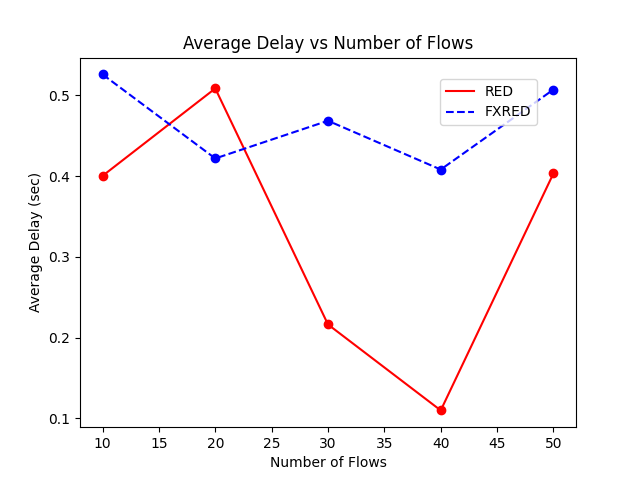 Average Delay vs Number of Flows
RED
FXRED
Average Delay (sec)
0.5
0.4
0.3
0.2
0.1
10 15 20 25 30 35 40 45 50
Number of Flows